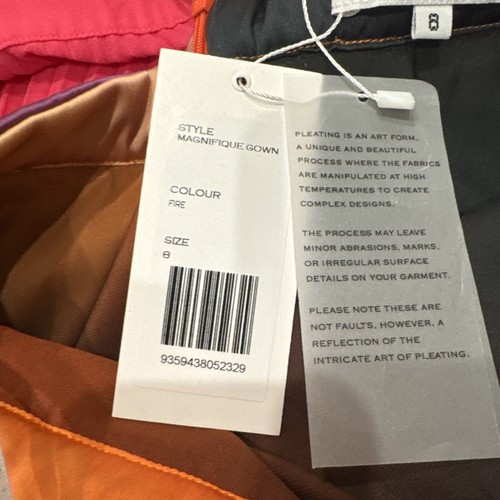 8
STYLE
MAGNIFIQUE GOWN
COLOUR
FIRE
SIZE
8
9359438052329
PLEATING IS AN ART FORM,
A UNIQUE AND BEAUTIFUL
PROCESS WHERE THE FABRICS
ARE MANIPULATED AT HIGH
TEMPERATURES TO CREATE
COMPLEX DESIGNS.
THE PROCESS MAY LEAVE
MINOR ABRASIONS, MARKS,
OR IRREGULAR SURFACE
DETAILS ON YOUR GARMENT.
PLEASE NOTE THESE ARE
NOT FAULTS, HOWEVER, A
REFLECTION OF THE
INTRICATE ART OF PLEATING.